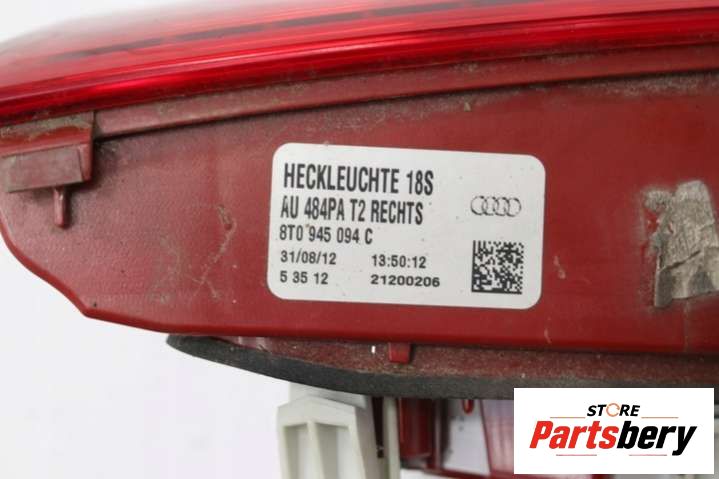 HECKLEUCHTE 18S
AU 484PA T2 RECHTS
8T0 945 094 C
31/08/12 13:50:12
5 35 12 21200206
STORE
Partsbery